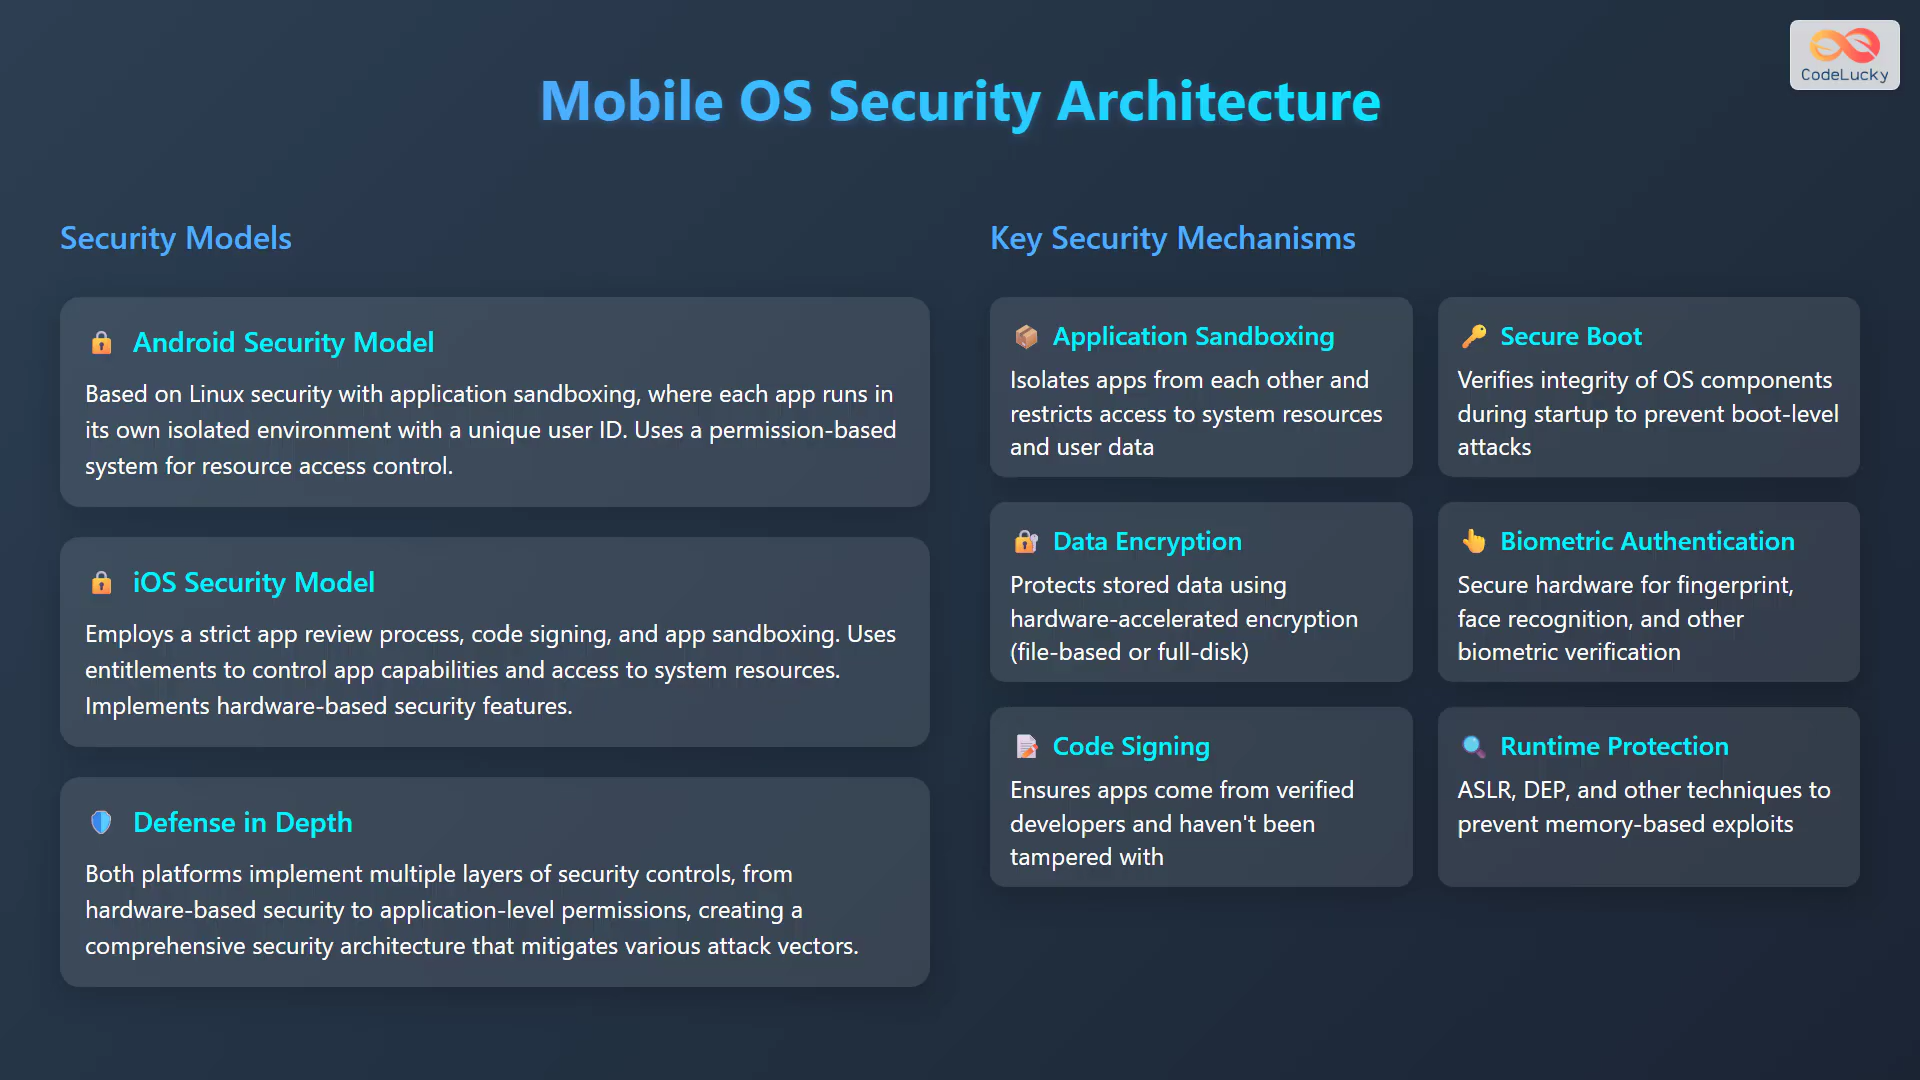 CodeLucky
Mobile OS Security Architecture
Security Models
Android Security Model
Based on Linux security with application sandboxing, where each app runs in
its own isolated environment with a unique user ID. Uses a permission-based
system for resource access control.
iOS Security Model
Employs a strict app review process, code signing, and app sandboxing. Uses
entitlements to control app capabilities and access to system resources.
Implements hardware-based security features.
Defense in Depth
Both platforms implement multiple layers of security controls, from
hardware-based security to application-level permissions, creating a
comprehensive security architecture that mitigates various attack vectors.
Key Security Mechanisms
Application Sandboxing
Isolates apps from each other and
restricts access to system resources
and user data
Secure Boot
Verifies integrity of OS components
during startup to prevent boot-level
attacks
Data Encryption
Protects stored data using
hardware-accelerated encryption
(file-based or full-disk)
Biometric Authentication
Secure hardware for fingerprint,
face recognition, and other
biometric verification
Code Signing
Ensures apps come from verified
developers and haven't been
tampered with
Runtime Protection
ASLR, DEP, and other techniques to
prevent memory-based exploits